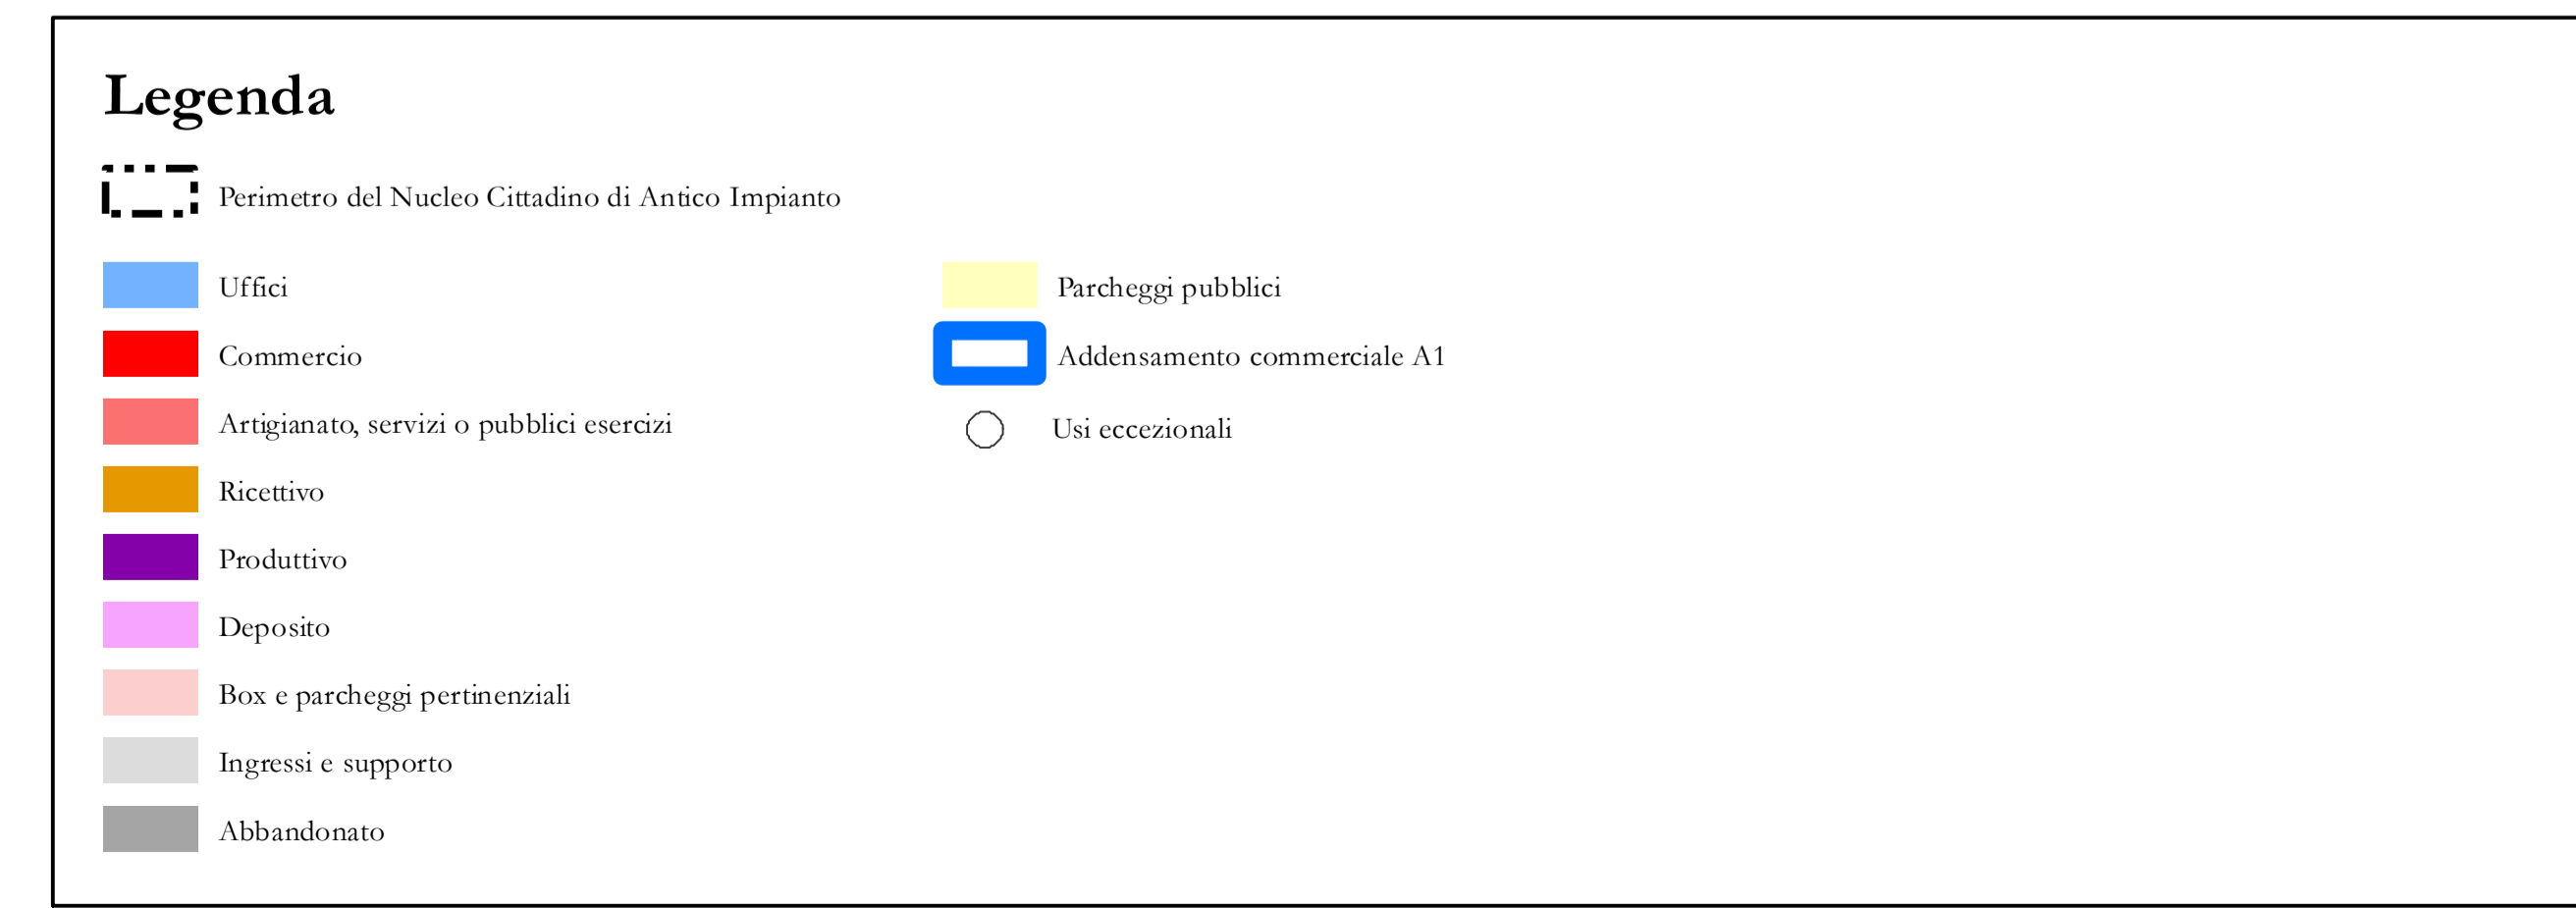 Legenda
Perimetro del Nucleo Cittadino di Antico Impianto
Uffici
Commercio
Artigianato, servizi o pubblici esercizi
Ricettivo
Produttivo
Deposito
Box e parcheggi pertinenziali
Ingressi e supporto
Abbandonato
Parcheggi pubblici
Addensamento commerciale A1
Usi eccezionali